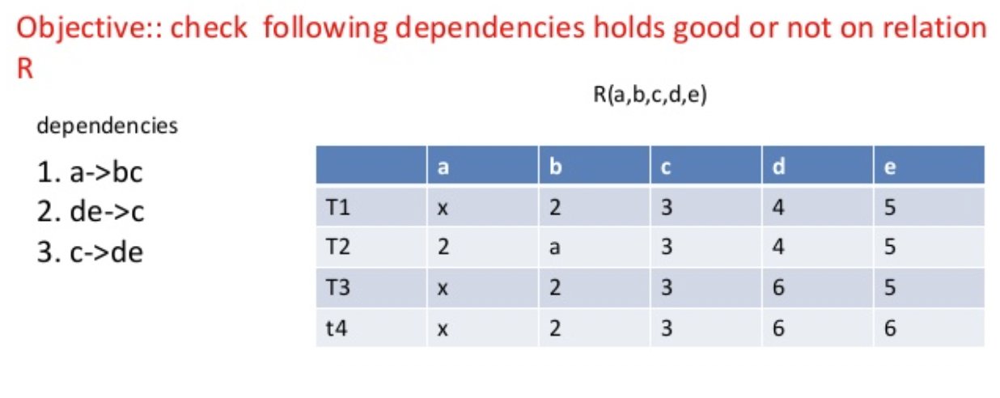 Objective:: check following dependencies holds good or not on relation
R
R(a,b,c,d,e)
dependencies
1. a->bc
2. de->c
3. c->de
a b c d e
T1 x 2 3 4 5
T2 2 a 3 4 5
T3 x 2 3 6 5
t4 x 2 3 6 6